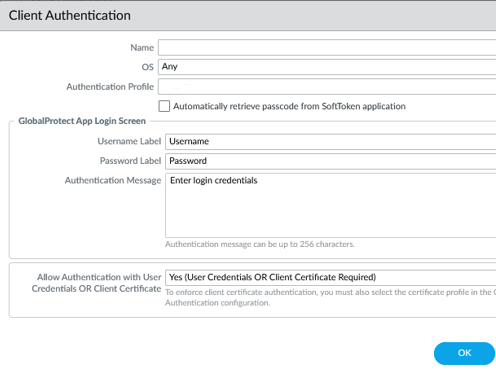 Client Authentication
Name
OS Any
Authentication Profile
Automatically retrieve passcode from SoftToken application
GlobalProtect App Login Screen
Username Label Username
Password Label Password
Authentication Message Enter login credentials
Authentication message can be up to 256 characters.
Allow Authentication with User Yes (User Credentials OR Client Certificate Required)
Credentials OR Client Certificate To enforce client certificate authentication, you must also select the certificate profile in the
Authentication configuration.
OK